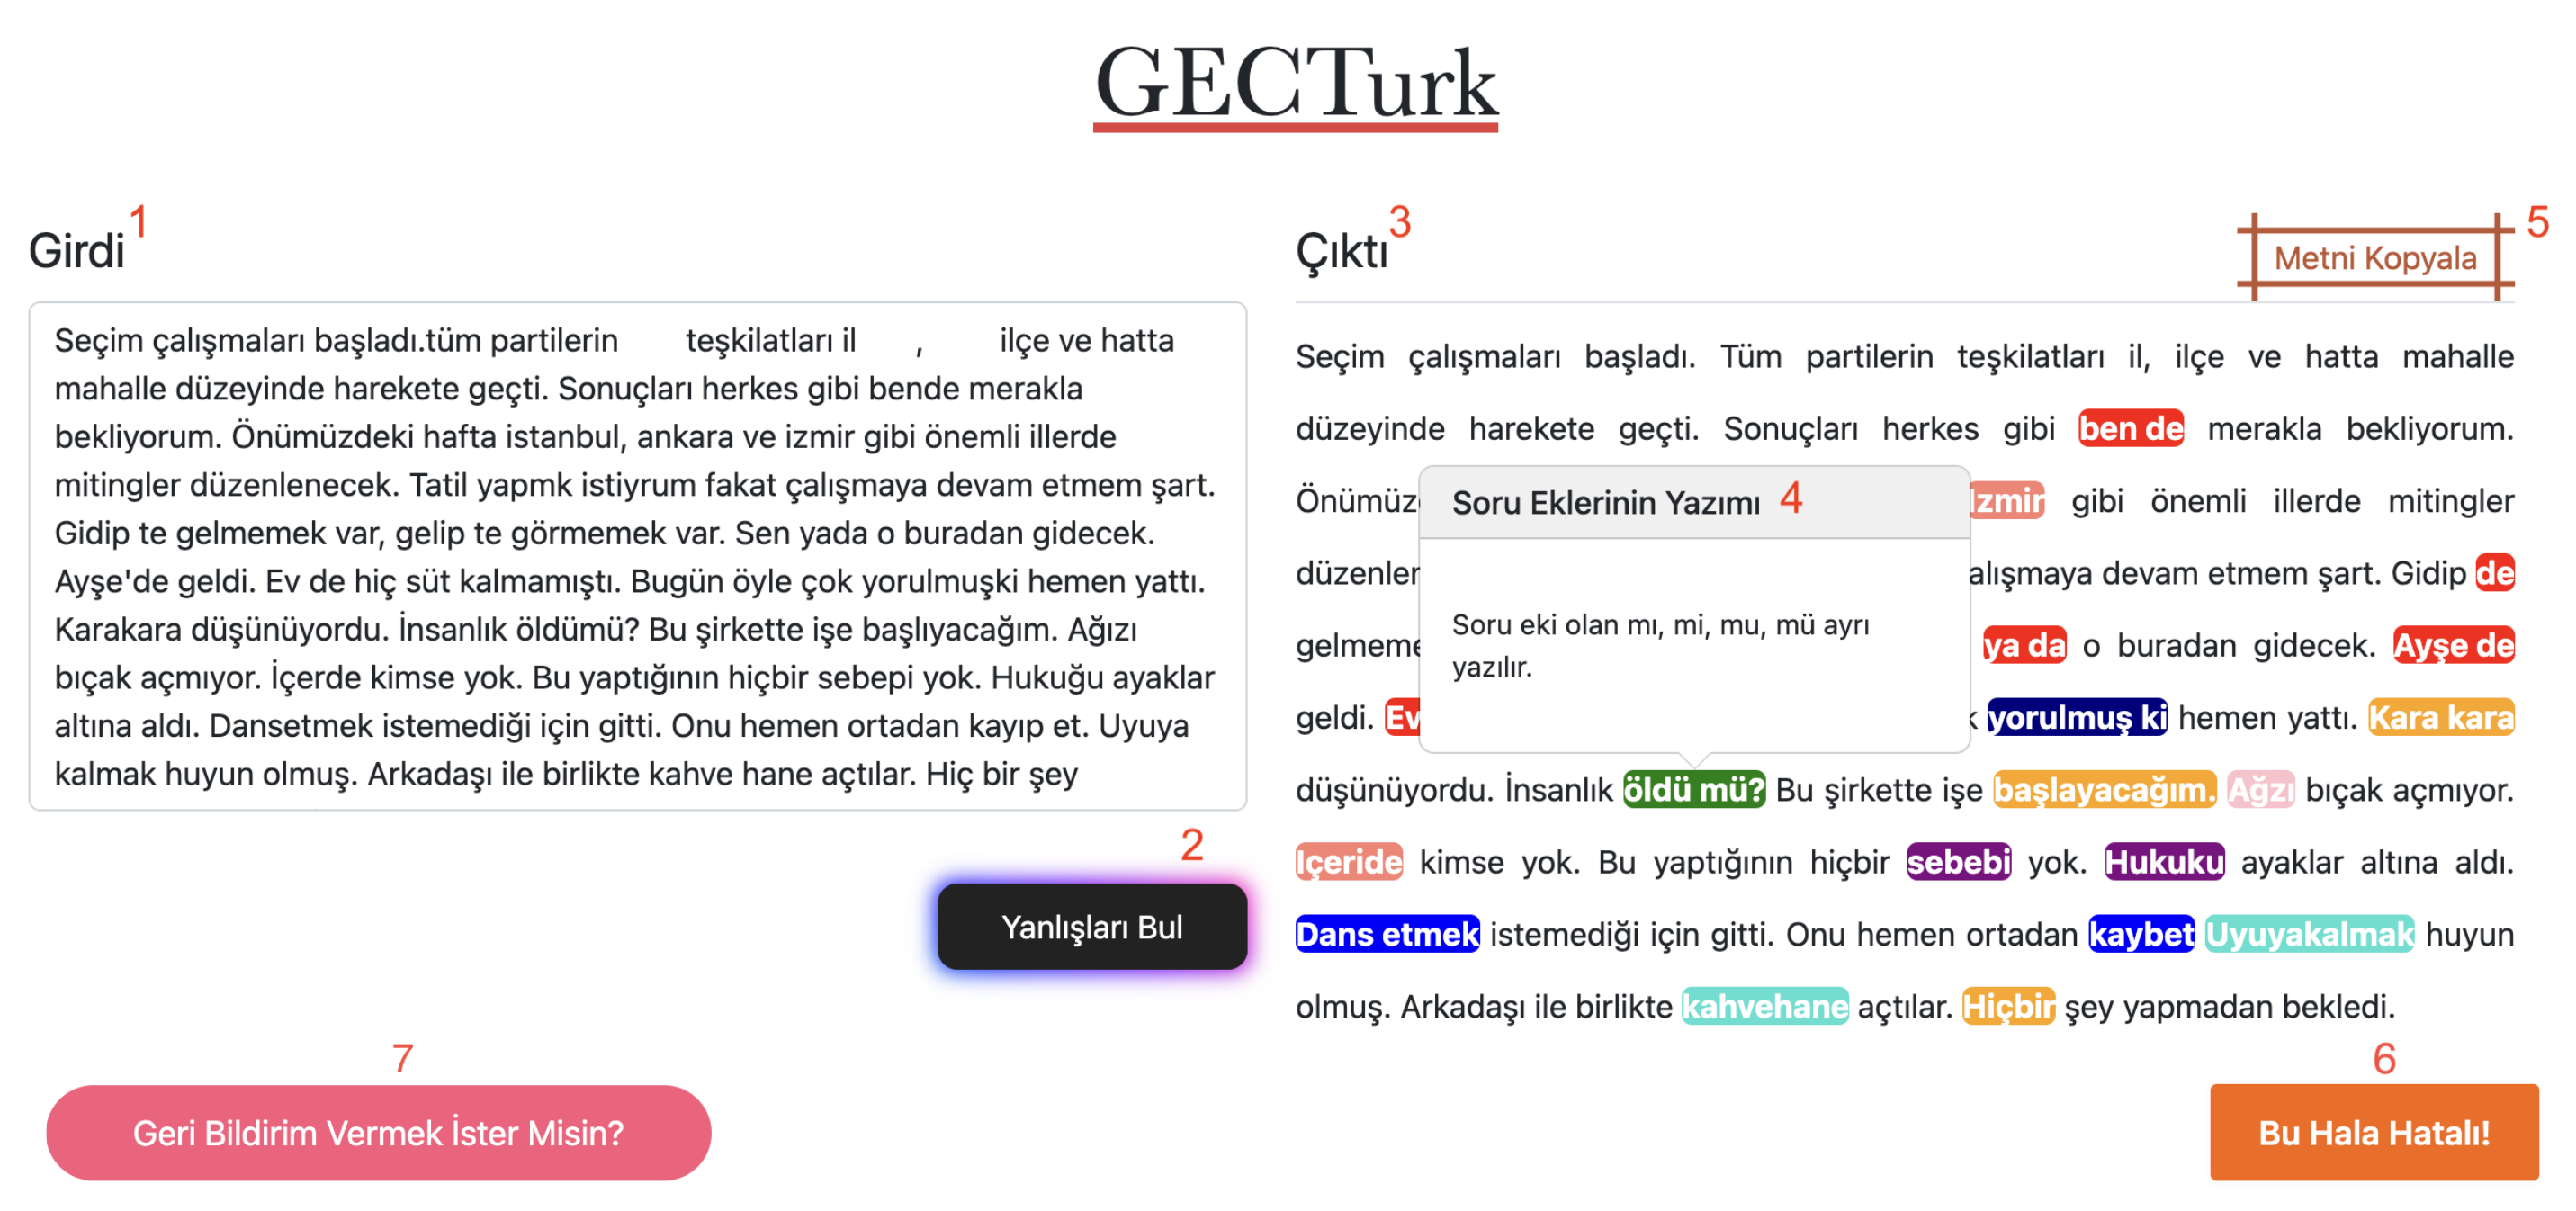 GECTurk
Girdi 1
Seçim çalışmaları başladı.tüm partilerin teşkilatları il , ilçe ve hatta
mahalle düzeyinde harekete geçti. Sonuçları herkes gibi bende merakla
bekliyorum. Önümüzdeki hafta istanbul, ankara ve izmir gibi önemli illerde
mitingler düzenlenecek. Tatil yapmk istiyrum fakat çalışmaya devam etmem şart.
Gidip te gelmemek var, gelip te görmemek var. Sen yada o buradan gidecek.
Ayşe'de geldi. Ev de hiç süt kalmamıştı. Bugün öyle çok yorulmuşki hemen yattı.
Karakara düşünüyordu. İnsanlık öldümü? Bu şirkette işe başlıyacağım. Ağızı
bıçak açmıyor. İçerde kimse yok. Bu yaptığının hiçbir sebepi yok. Hukuğu ayaklar
altına aldı. Dansetmek istemediği için gitti. Onu hemen ortadan kayıp et. Uyuya
kalmak huyun olmuş. Arkadaşı ile birlikte kahve hane açtılar. Hiç bir şey
2
Yanlışları Bul
7
Geri Bildirim Vermek İster Misin?
Çıktı 3
Metni Kopyala 5
Seçim çalışmaları başladı. Tüm partilerin teşkilatları il, ilçe ve hatta mahalle
düzeyinde harekete geçti. Sonuçları herkes gibi ben de merakla bekliyorum.
Önümüz Izmir gibi önemli illerde mitingler
düzenler alışmaya devam etmem şart. Gidip de
gelmeme ya da o buradan gidecek. Ayşe de
geldi. Ev k yorulmuş ki hemen yattı. Kara kara
düşünüyordu. İnsanlık öldü mü? Bu şirkette işe başlayacağım. Ağzı bıçak açmıyor.
Içeride kimse yok. Bu yaptığının hiçbir sebebi yok. Hukuku ayaklar altına aldı.
Dans etmek istemediği için gitti. Onu hemen ortadan kaybet Uyuyakalmak huyun
olmuş. Arkadaşı ile birlikte kahvehane açtılar. Hiçbir şey yapmadan bekledi.
Soru Eklerinin Yazımı 4
Soru eki olan mı, mi, mu, mü ayrı
yazılır.
6
Bu Hala Hatalı!